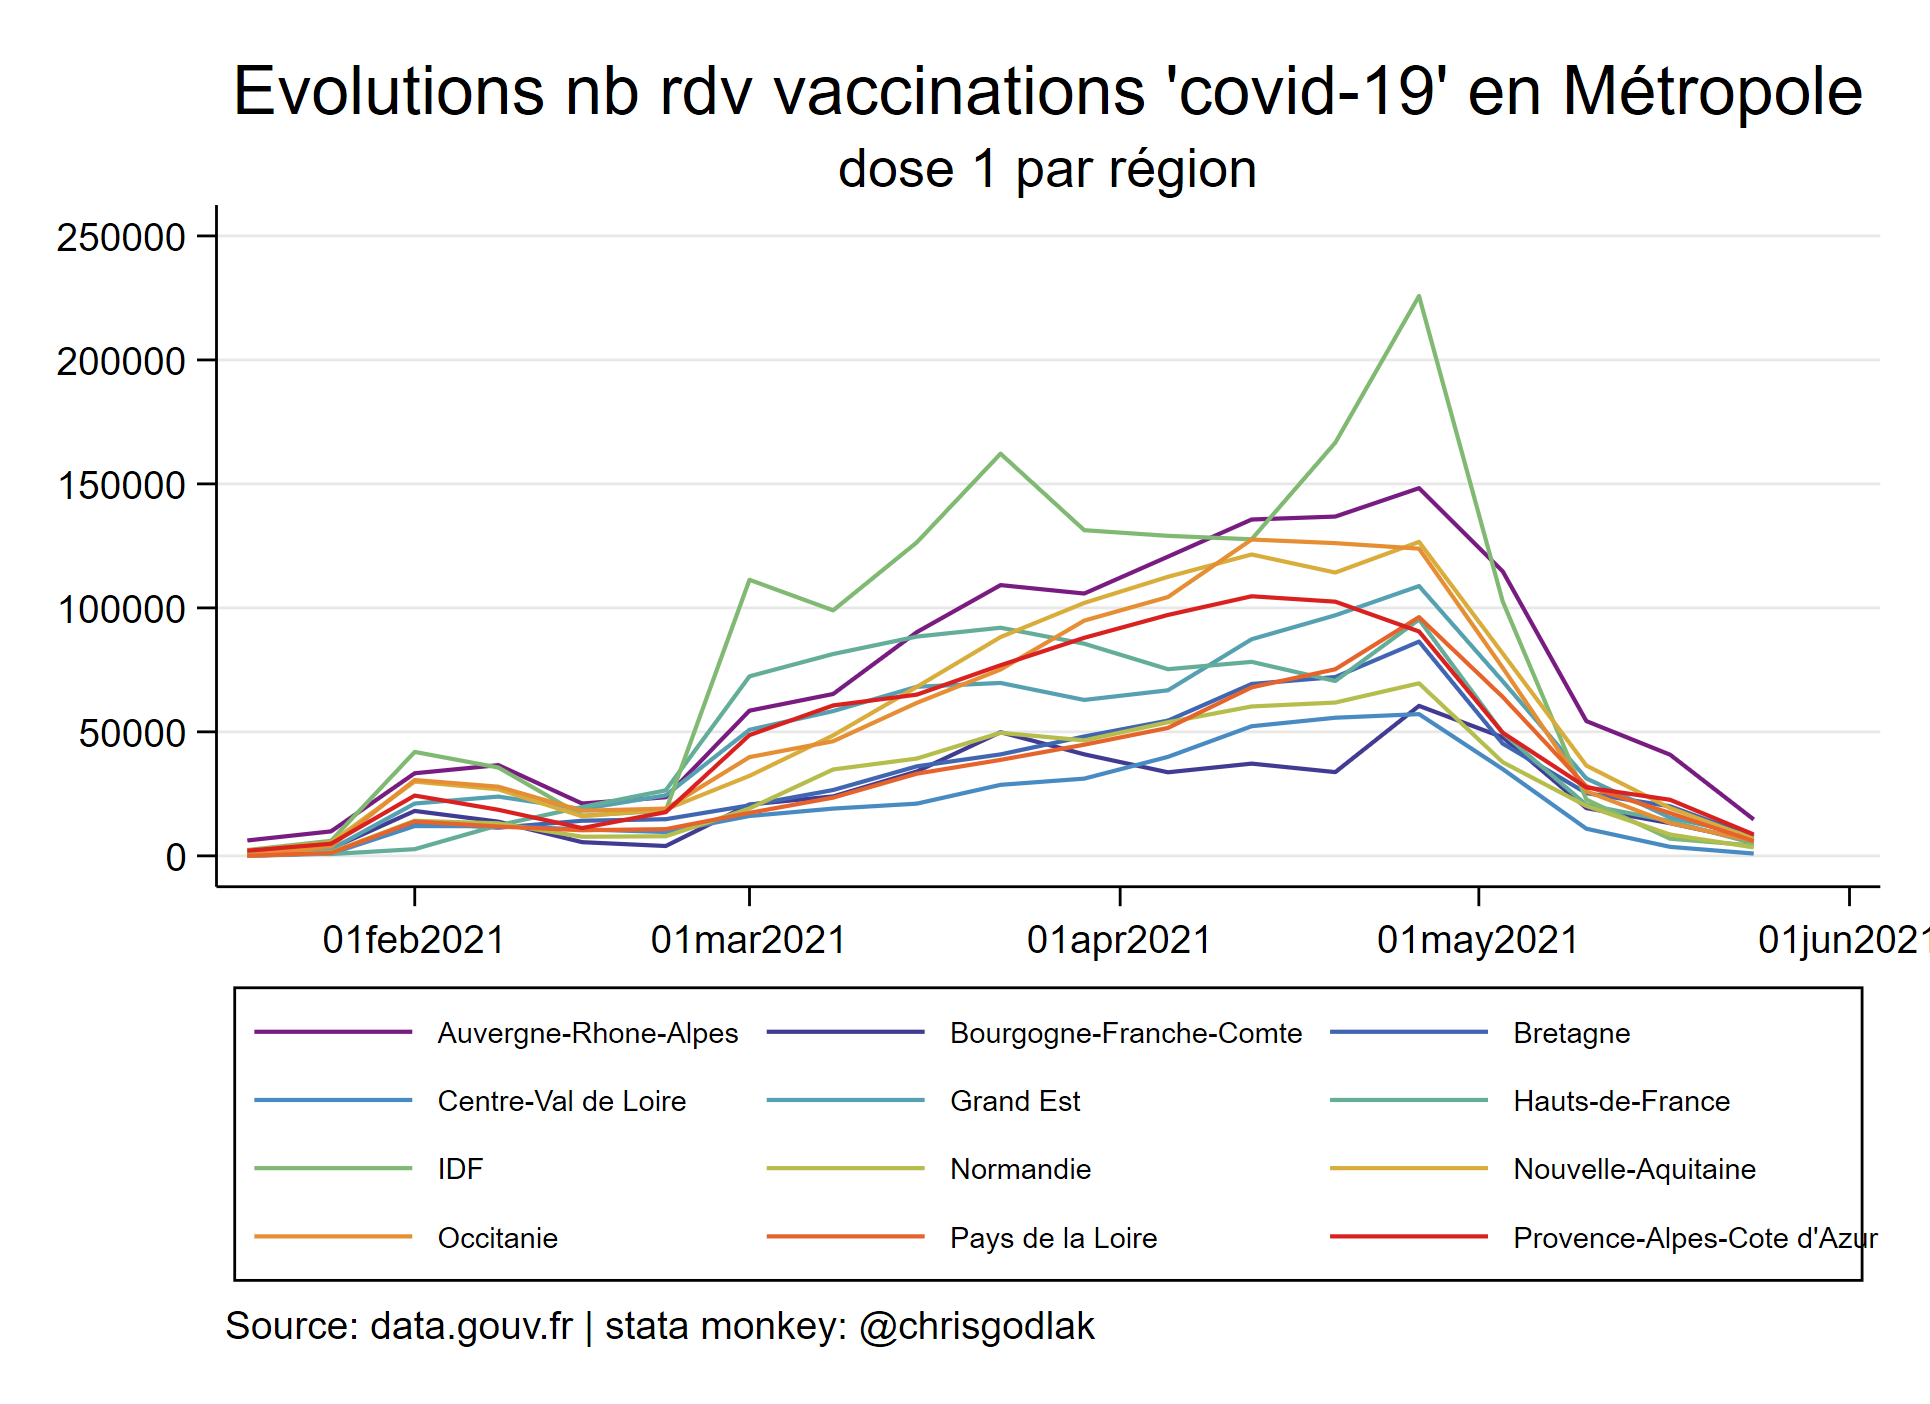 Evolutions nb rdv vaccinations 'covid-19' en Métropole
dose 1 par région
250000
200000
150000
100000
50000
0
01feb2021 01mar2021 01apr2021 01may2021 01jun2021
Auvergne-Rhone-Alpes Bourgogne-Franche-Comte Bretagne
Centre-Val de Loire Grand Est Hauts-de-France
IDF Normandie Nouvelle-Aquitaine
Occitanie Pays de la Loire Provence-Alpes-Cote d'Azur
Source: data.gouv.fr | stata monkey: @chrisgodlak